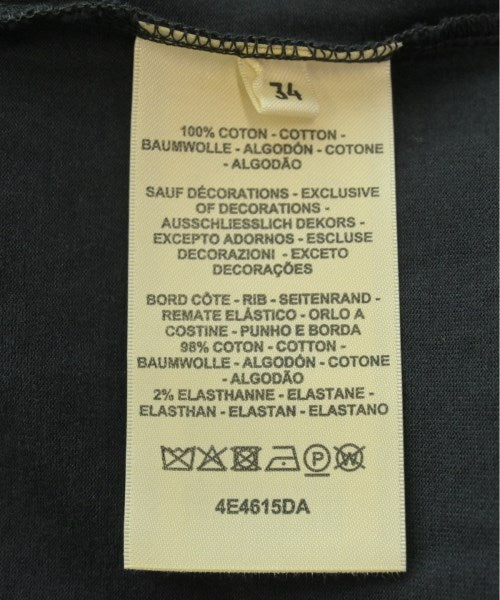 34
100% COTON - COTTON -
BAUMWOLLE - ALGODÓN - COTONE
- ALGODÃO
SAUF DÉCORATIONS - EXCLUSIVE
OF DECORATIONS -
AUSSCHLIESSLICH DEKORS -
EXCEPTO ADORNOS - ESCLUSE
DECORAZIONI - EXCETO
DECORAÇÕES
BORD CÔTE - RIB - SEITENRAND -
REMATE ELÁSTICO - ORLO A
COSTINE - PUNHO E BORDA
98% COTON - COTTON -
BAUMWOLLE - ALGODÓN - COTONE
- ALGODÃO
2% ELASTHANNE - ELASTANE -
ELASTHAN - ELASTAN - ELASTANO
P W
4E4615DA